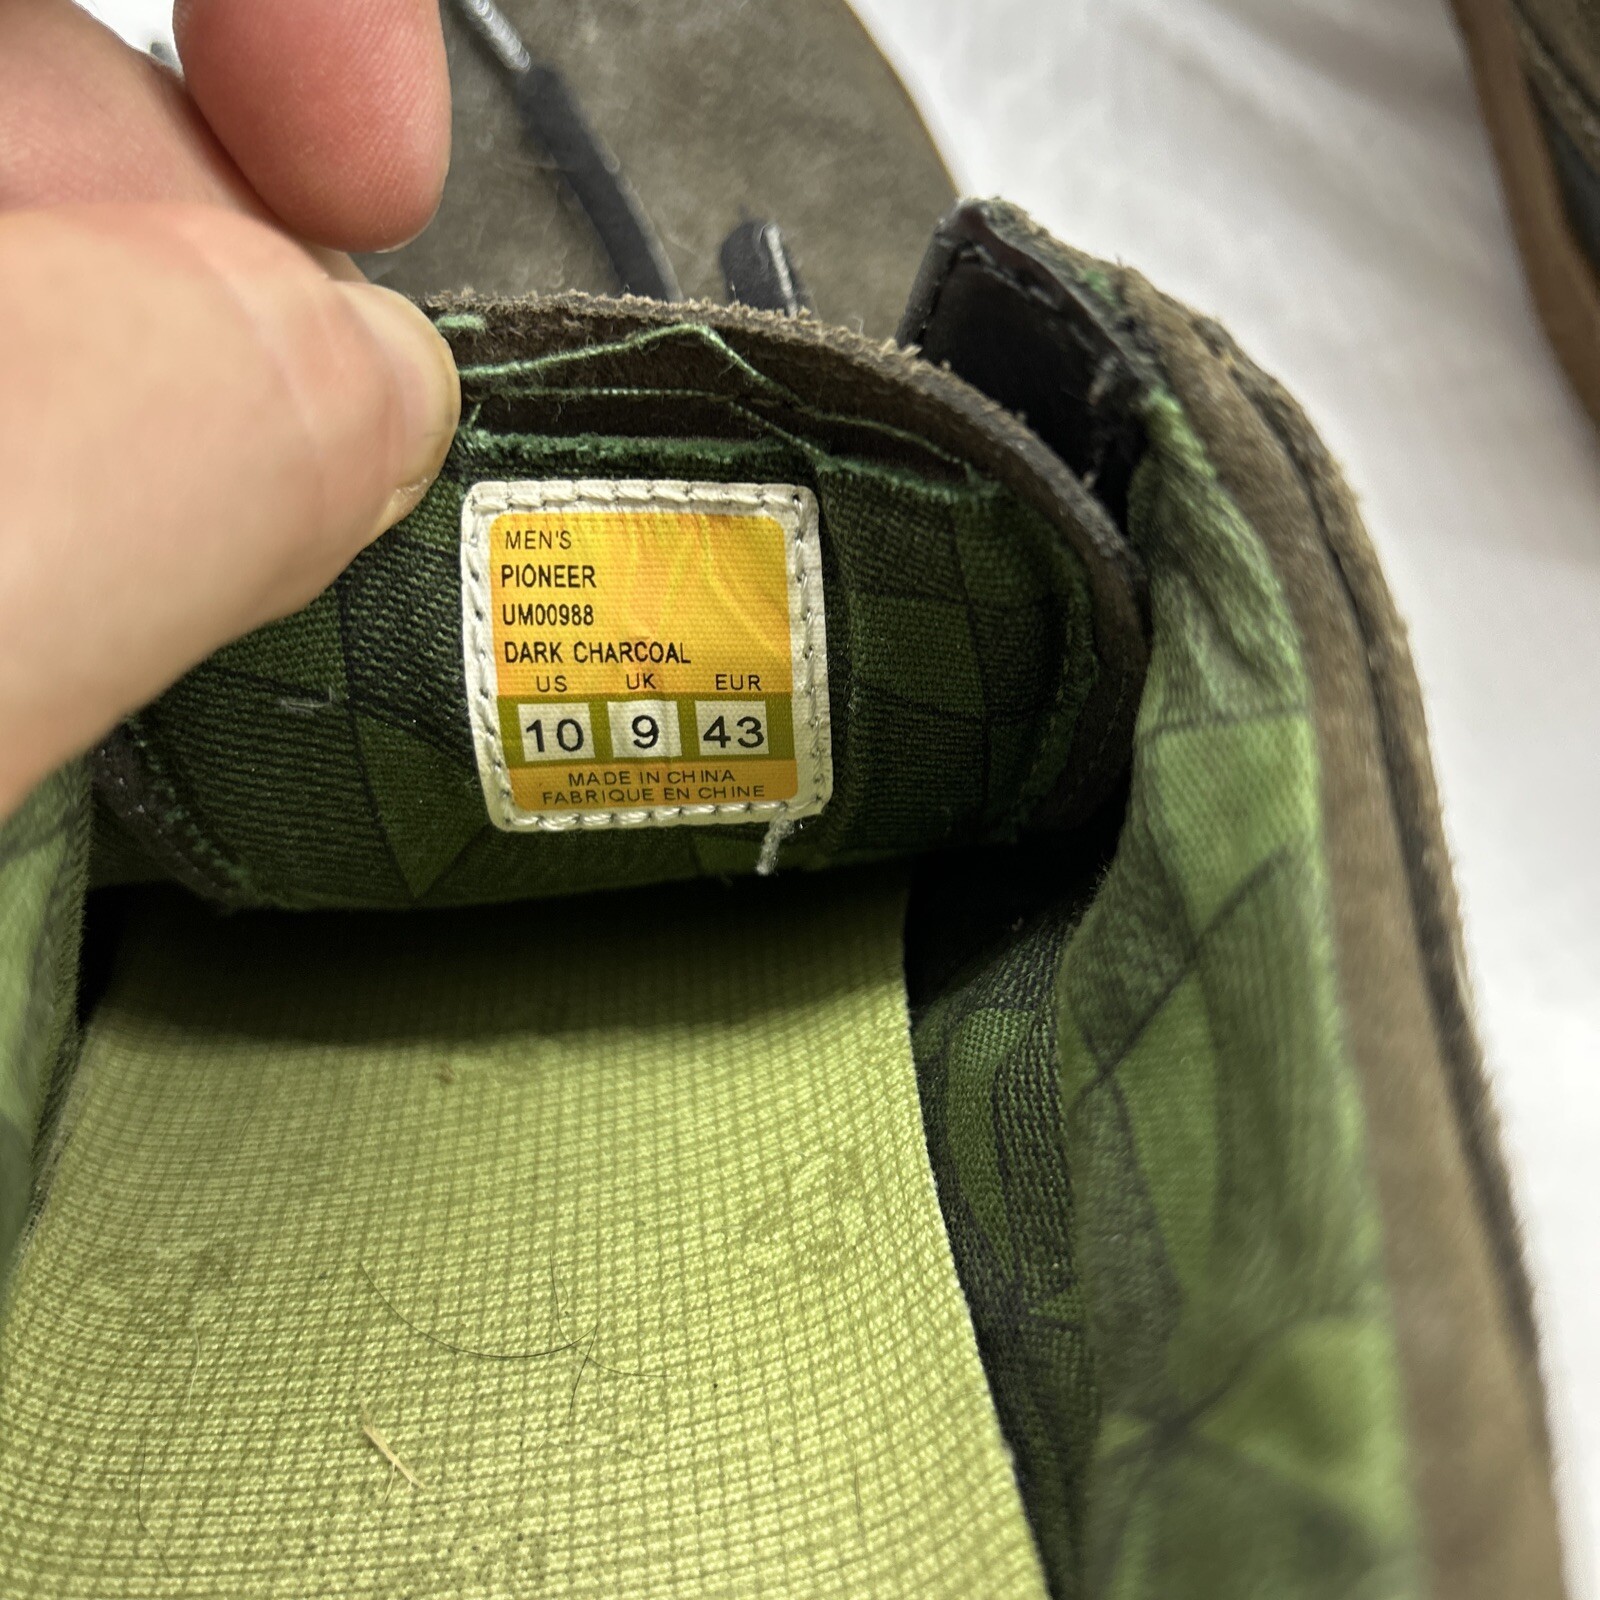 MEN'S
PIONEER
UM00988
DARK CHARCOAL
US UK EUR
10 9 43
MADE IN CHINA
FABRIQUE EN CHINE